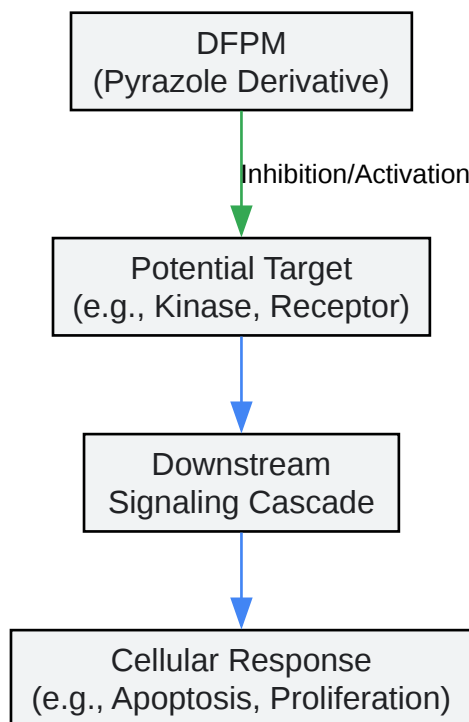 DFPM
(Pyrazole Derivative)
Inhibition/Activation
Potential Target
(e.g., Kinase, Receptor)
Downstream
Signaling Cascade
Cellular Response
(e.g., Apoptosis, Proliferation)